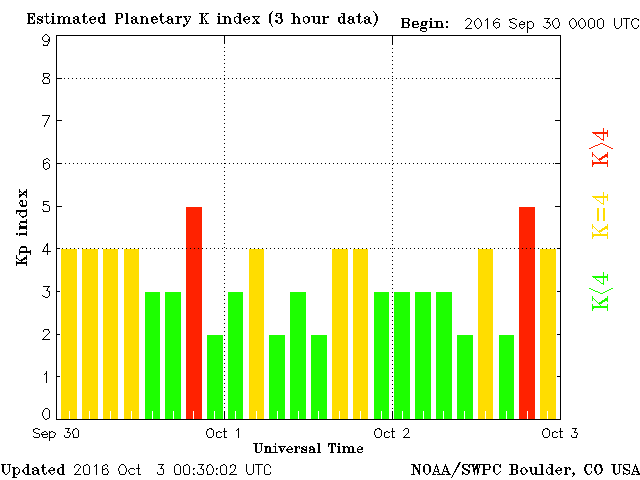 Estimated Planetary K index (3 hour data) Begin: 2016 Sep 30 0000 UTC
9
8
7
6
5
4
3
2
1
0
Kp index
K>4
K=4
K<4
Sep 30 Oct 1 Oct 2 Oct 3
Universal Time
Updated 2016 Oct 3 00:30:02 UTC NOAA/SWPC Boulder, CO USA